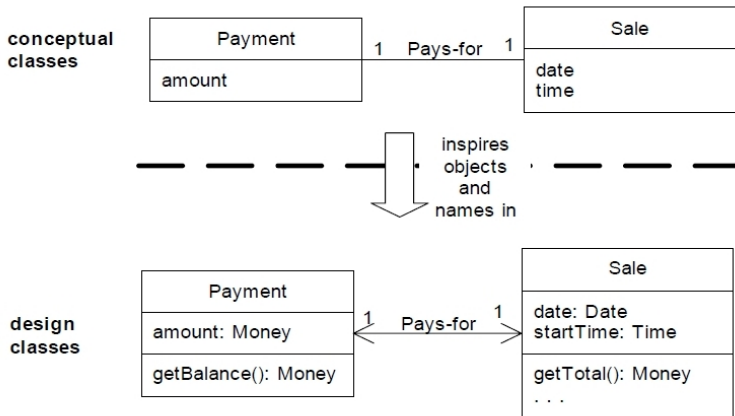 conceptual
classes
Payment
amount
1 Pays-for 1
Sale
date
time
inspires
objects
and
names in
design
classes
Payment
amount: Money
getBalance(): Money
1 Pays-for 1
Sale
date: Date
startTime: Time
getTotal(): Money
. . .